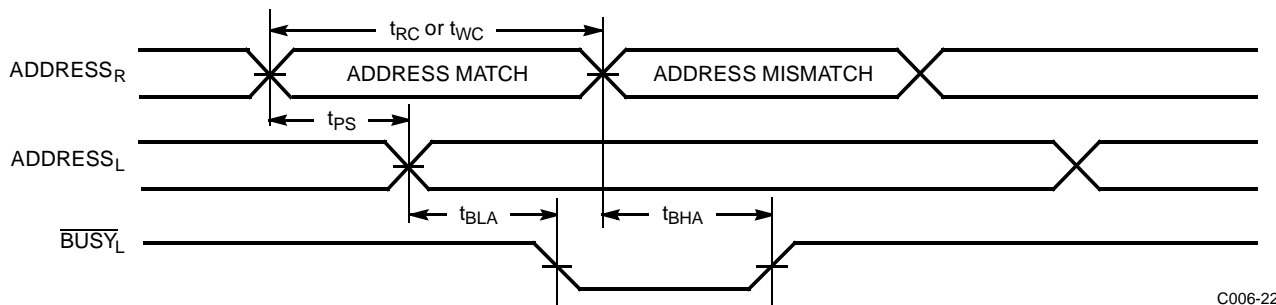 tRC or tWC
ADDRESSR
ADDRESS MATCH
ADDRESS MISMATCH
tPS
ADDRESSL
tBLA
tBHA
BUSYL
C006-22